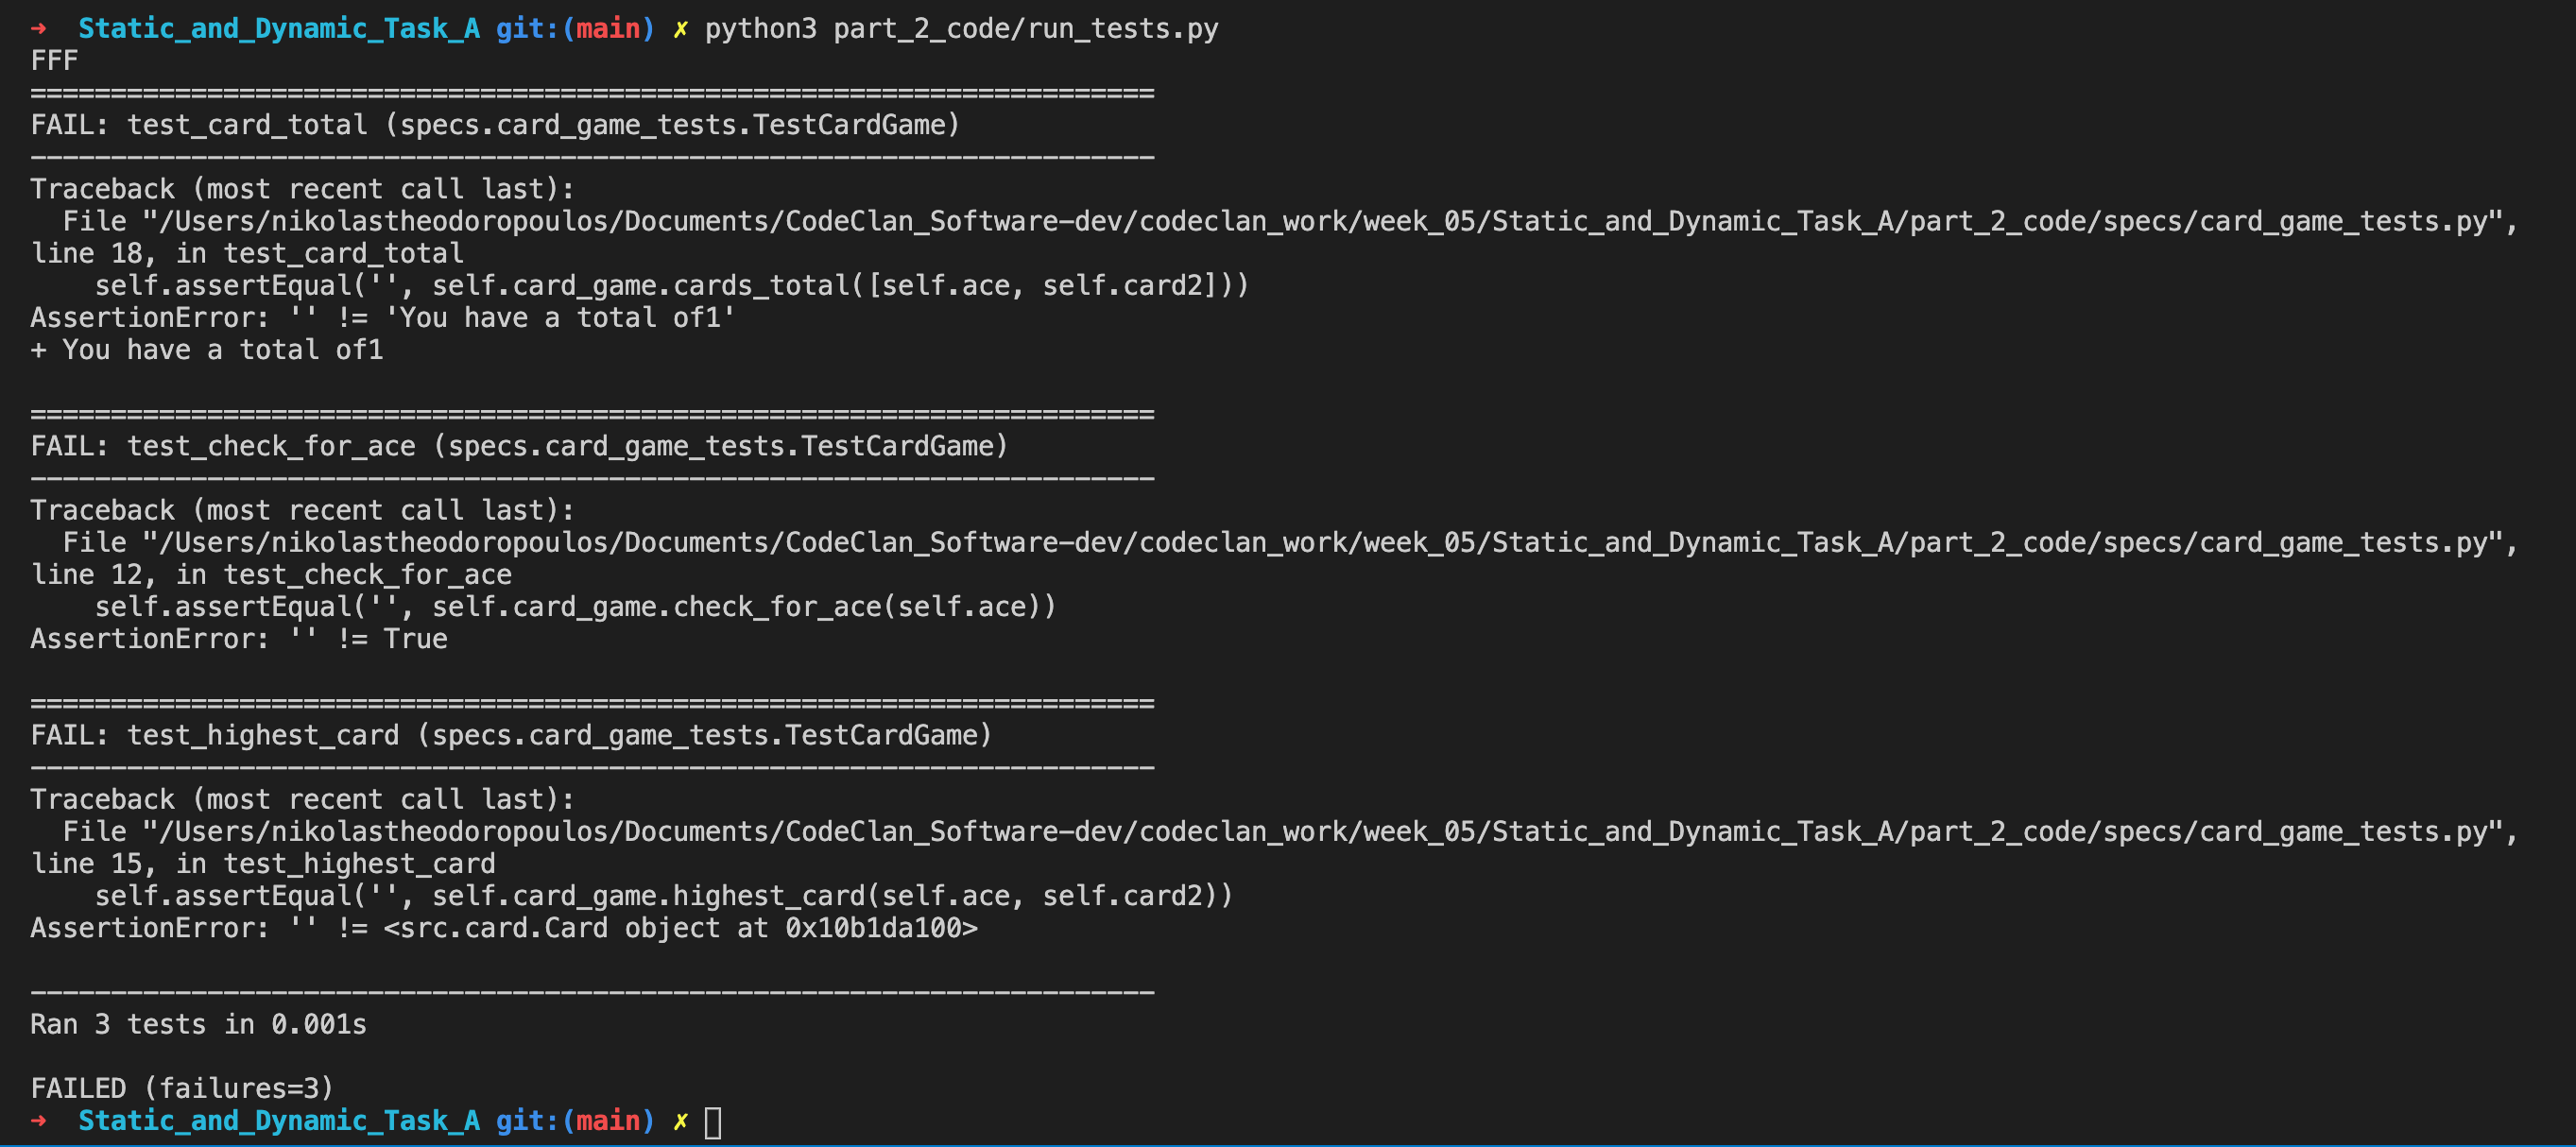 ➜  Static_and_Dynamic_Task_A git:(main) ✗ python3 part_2_code/run_tests.py
FFF
======================================================================
FAIL: test_card_total (specs.card_game_tests.TestCardGame)
----------------------------------------------------------------------
Traceback (most recent call last):
  File "/Users/nikolastheodoropoulos/Documents/CodeClan_Software-dev/codeclan_work/week_05/Static_and_Dynamic_Task_A/part_2_code/specs/card_game_tests.py",
line 18, in test_card_total
    self.assertEqual('', self.card_game.cards_total([self.ace, self.card2]))
AssertionError: '' != 'You have a total of1'
+ You have a total of1

======================================================================
FAIL: test_check_for_ace (specs.card_game_tests.TestCardGame)
----------------------------------------------------------------------
Traceback (most recent call last):
  File "/Users/nikolastheodoropoulos/Documents/CodeClan_Software-dev/codeclan_work/week_05/Static_and_Dynamic_Task_A/part_2_code/specs/card_game_tests.py",
line 12, in test_check_for_ace
    self.assertEqual('', self.card_game.check_for_ace(self.ace))
AssertionError: '' != True

======================================================================
FAIL: test_highest_card (specs.card_game_tests.TestCardGame)
----------------------------------------------------------------------
Traceback (most recent call last):
  File "/Users/nikolastheodoropoulos/Documents/CodeClan_Software-dev/codeclan_work/week_05/Static_and_Dynamic_Task_A/part_2_code/specs/card_game_tests.py",
line 15, in test_highest_card
    self.assertEqual('', self.card_game.highest_card(self.ace, self.card2))
AssertionError: '' != <src.card.Card object at 0x10b1da100>

----------------------------------------------------------------------
Ran 3 tests in 0.001s

FAILED (failures=3)
➜  Static_and_Dynamic_Task_A git:(main) ✗